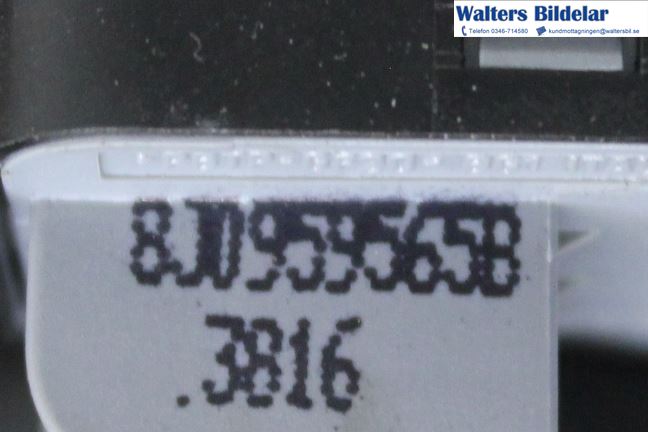 Walters Bildelar
Telefon 0346-714580 kundmottagningen@waltersbil.se
8J0959565B
.3816